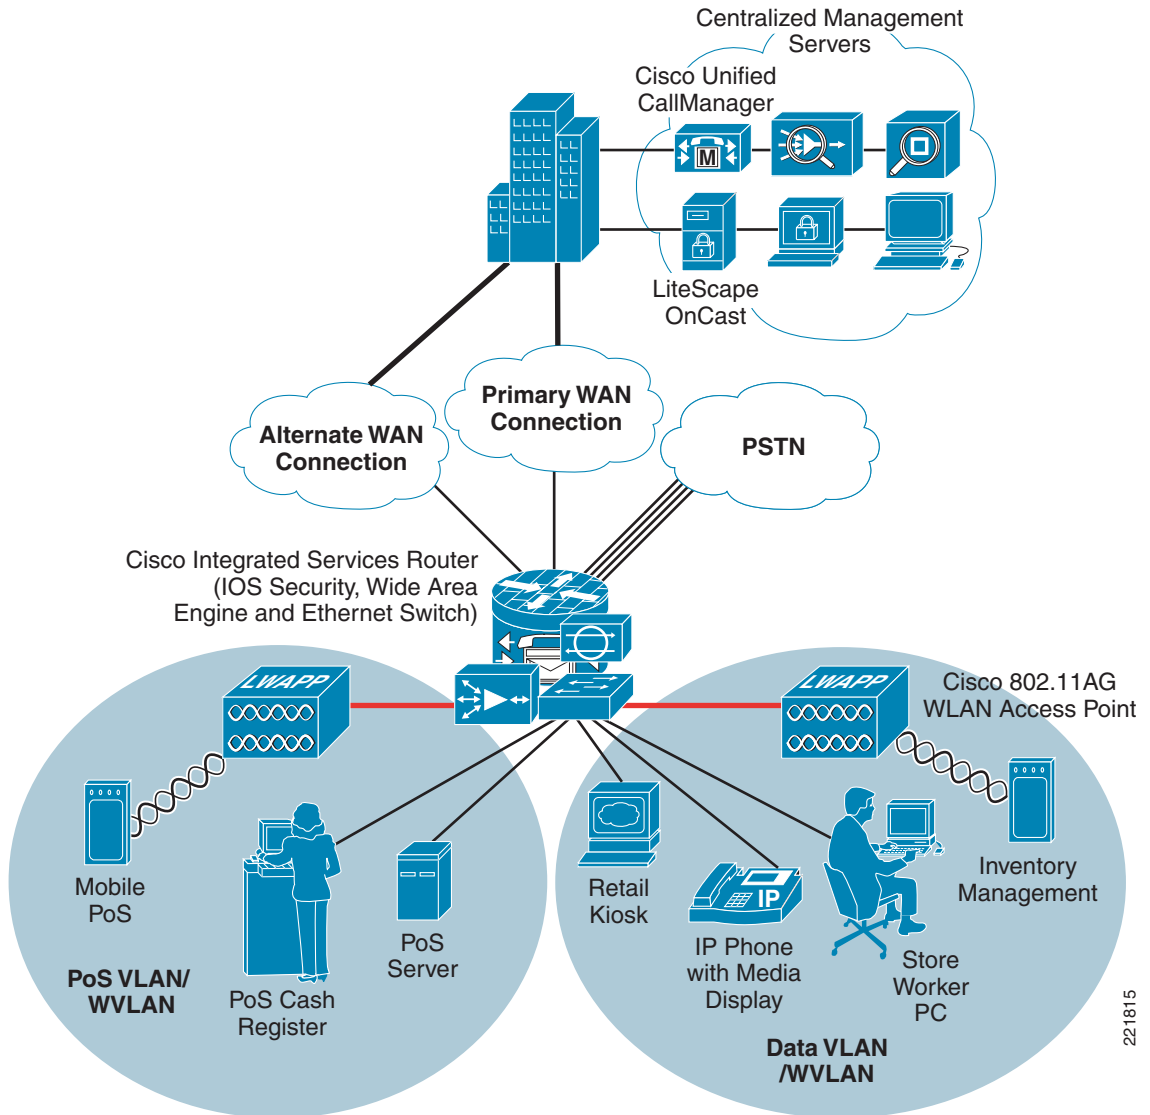 Centralized Management
Servers
Cisco Unified
CallManager
M
LiteScape
OnCast
Primary WAN
Connection
Alternate WAN
Connection
PSTN
Cisco Integrated Services Router
(IOS Security, Wide Area
Engine and Ethernet Switch)
LWAPP
LWAPP
Cisco 802.11AG
WLAN Access Point
Mobile
PoS
PoS Cash
Register
PoS
Server
PoS VLAN/
WVLAN
Retail
Kiosk
IP
IP Phone
with Media
Display
Store
Worker
PC
Inventory
Management
Data VLAN
/WVLAN
221815